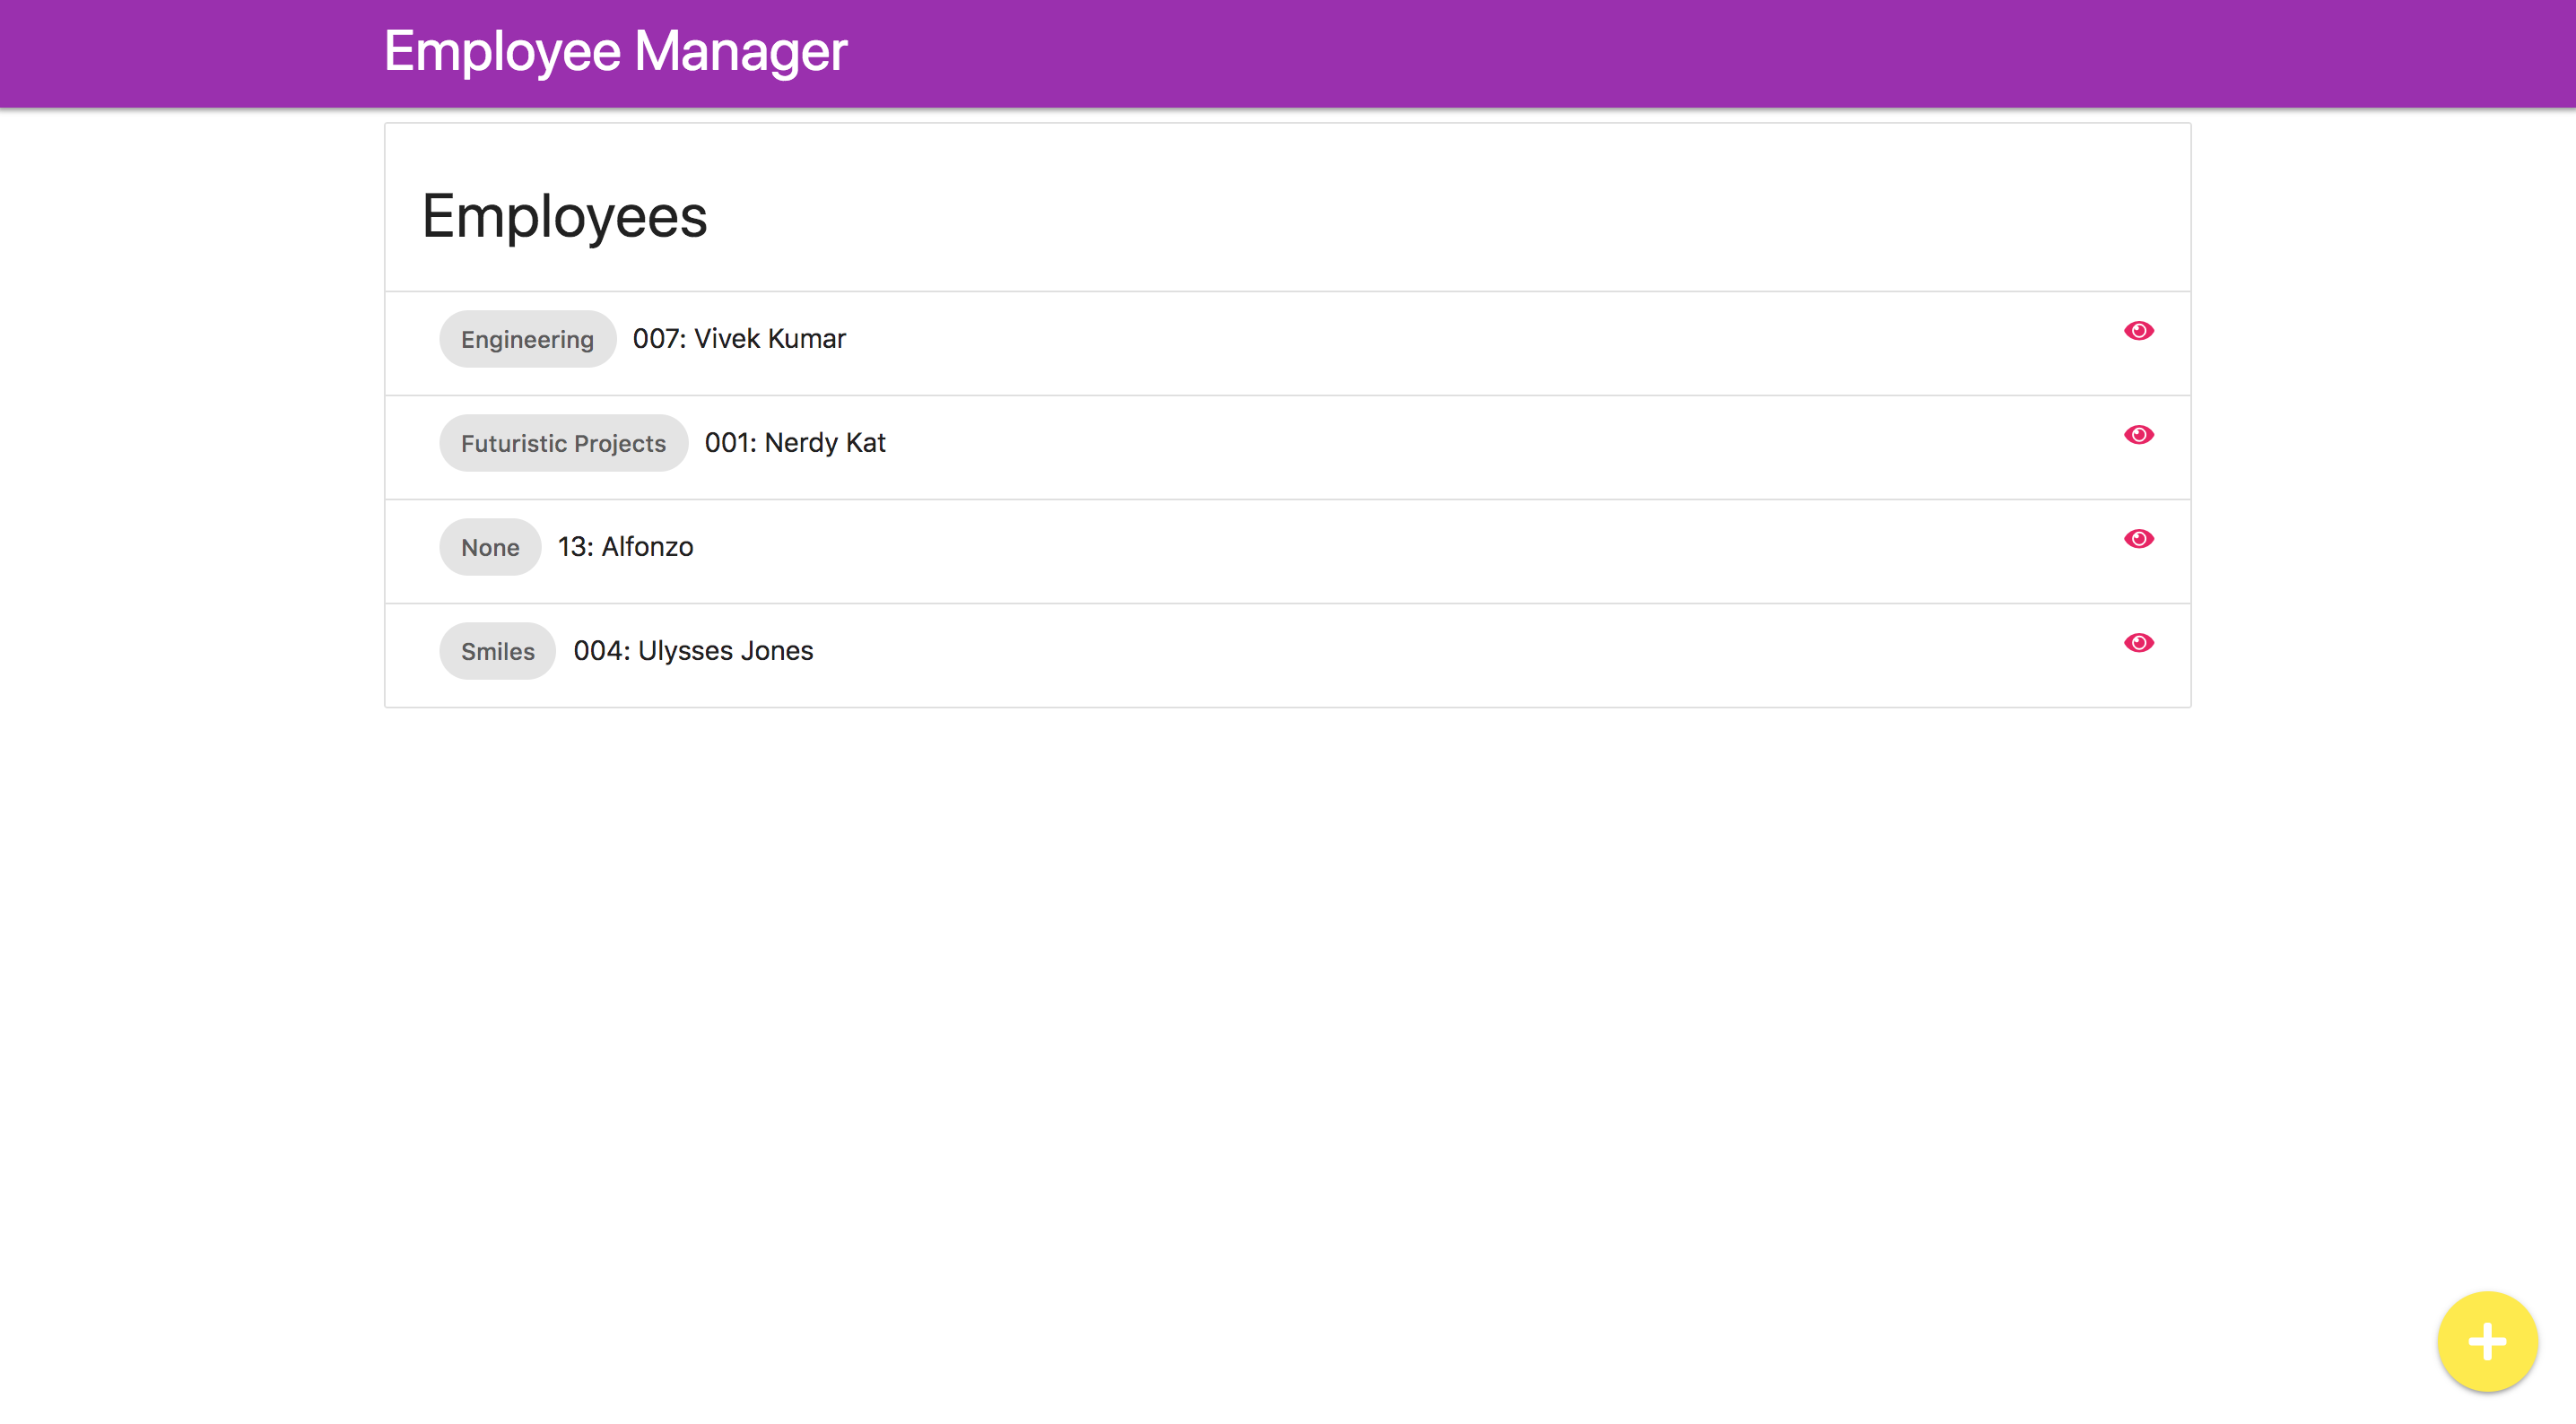 Employee Manager
Employees
Engineering 007: Vivek Kumar
Futuristic Projects 001: Nerdy Kat
None 13: Alfonzo
Smiles 004: Ulysses Jones